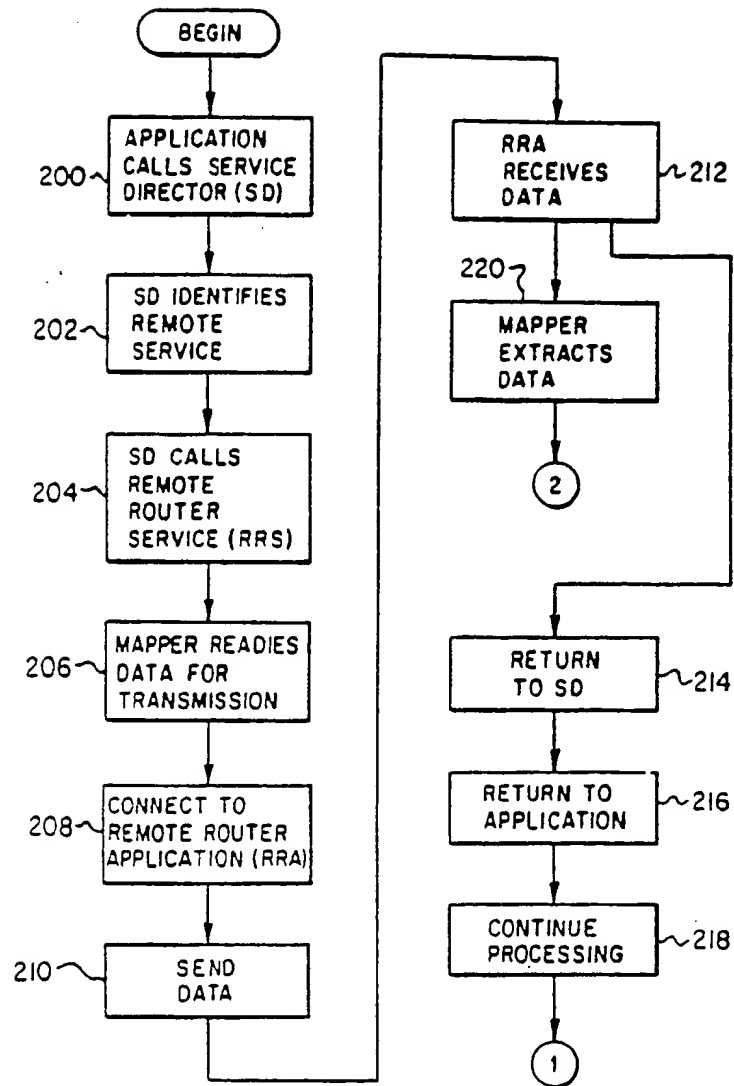 BEGIN
200
APPLICATION
CALLS SERVICE
DIRECTOR (SD)
202
SD IDENTIFIES
REMOTE
SERVICE
204
SD CALLS
REMOTE
ROUTER
SERVICE (RRS)
206
MAPPER READIES
DATA FOR
TRANSMISSION
208
CONNECT TO
REMOTE ROUTER
APPLICATION (RRA)
210
SEND
DATA
RRA
RECEIVES
DATA
212
220
MAPPER
EXTRACTS
DATA
2
RETURN
TO SD
214
RETURN TO
APPLICATION
216
CONTINUE
PROCESSING
218
1